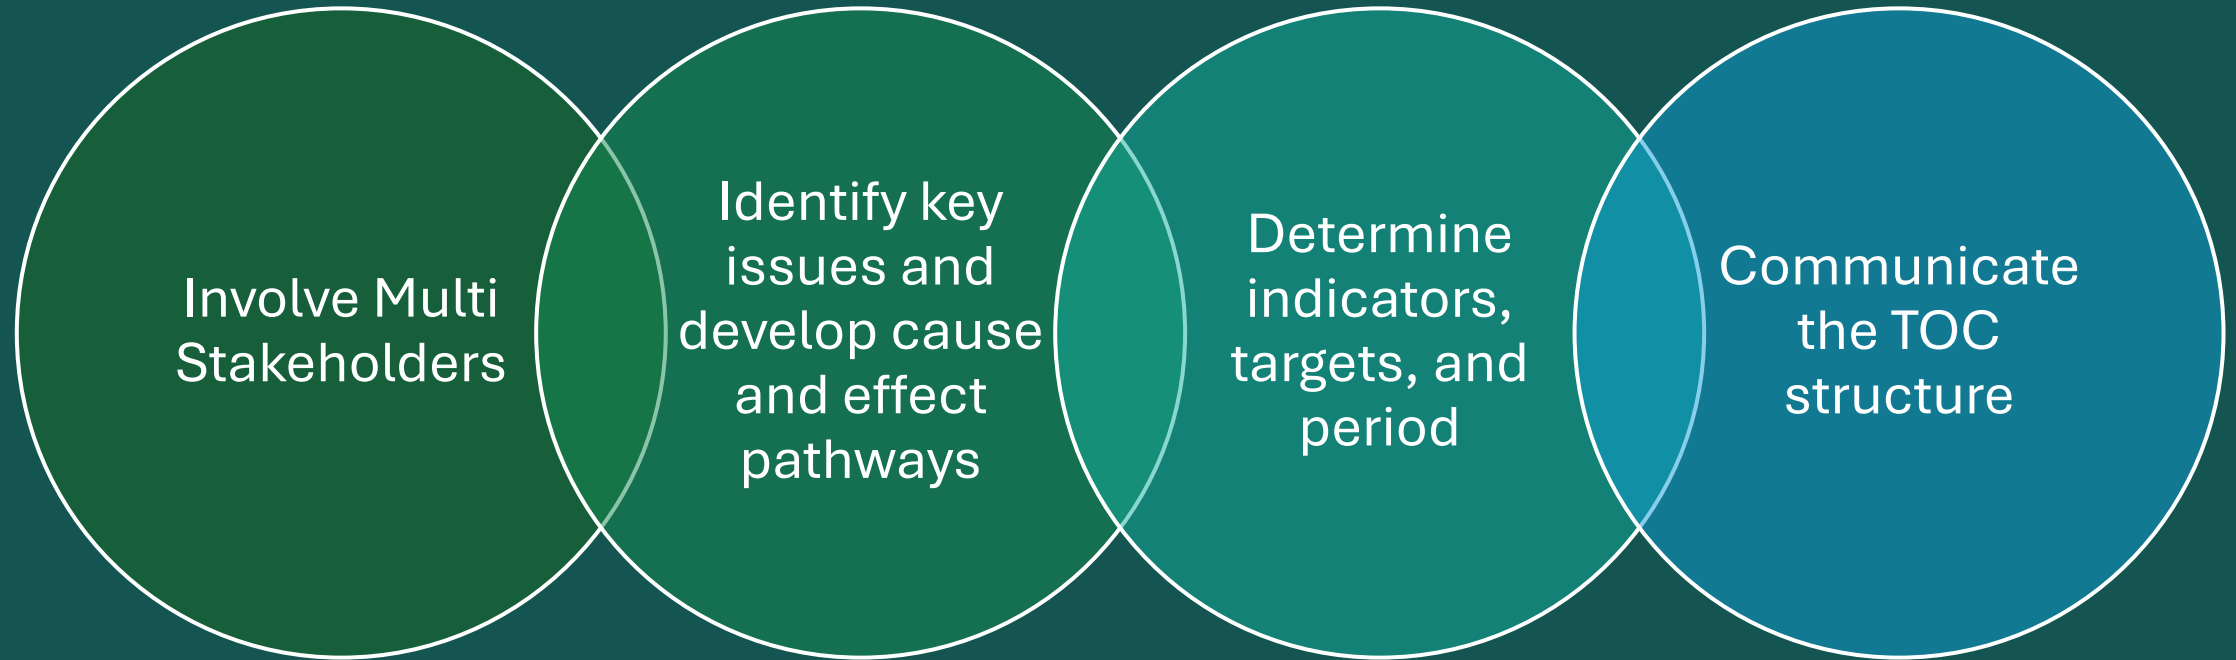 Involve Multi
Stakeholders
Identify key
issues and
develop cause
and effect
pathways
Determine
indicators,
targets, and
period
Communicate
the TOC
structure